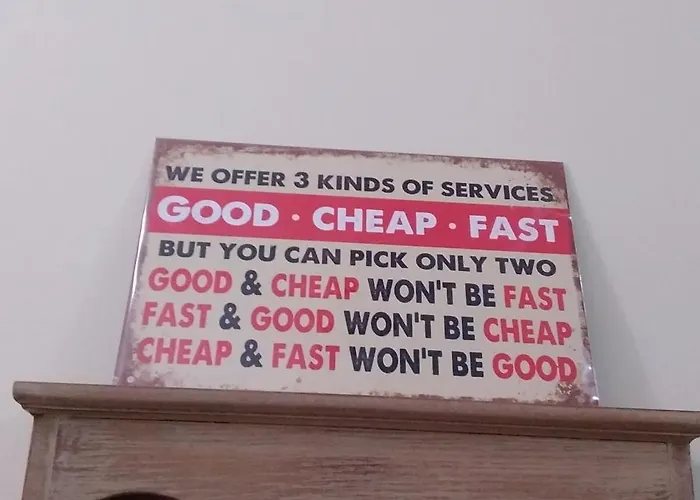 WE OFFER 3 KINDS OF SERVICES
GOOD · CHEAP · FAST
BUT YOU CAN PICK ONLY TWO
GOOD & CHEAP WON'T BE FAST
FAST & GOOD WON'T BE CHEAP
CHEAP & FAST WON'T BE GOOD